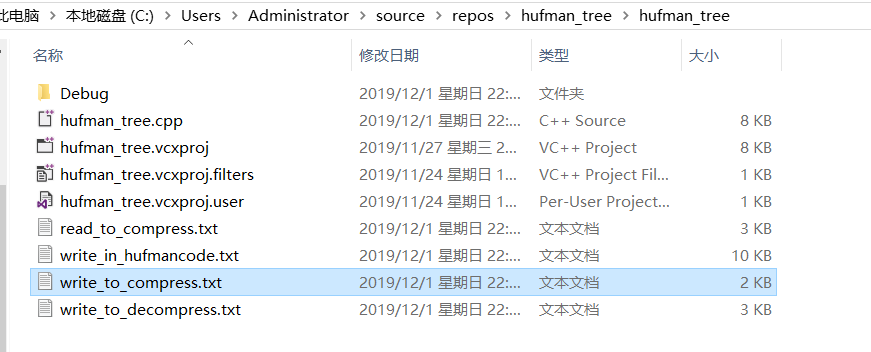 此电脑 > 本地磁盘 (C:) > Users > Administrator > source > repos > hufman_tree > hufman_tree
名称 修改日期 类型 大小
Debug 2019/12/1 星期日 22:... 文件夹
hufman_tree.cpp 2019/12/1 星期日 22:... C++ Source 8 KB
hufman_tree.vcxproj 2019/11/27 星期三 2... VC++ Project 8 KB
hufman_tree.vcxproj.filters 2019/11/24 星期日 1... VC++ Project Fil... 1 KB
hufman_tree.vcxproj.user 2019/11/24 星期日 1... Per-User Project... 1 KB
read_to_compress.txt 2019/12/1 星期日 22:... 文本文档 3 KB
write_in_hufmancode.txt 2019/12/1 星期日 22:... 文本文档 10 KB
write_to_compress.txt 2019/12/1 星期日 22:... 文本文档 2 KB
write_to_decompress.txt 2019/12/1 星期日 22:... 文本文档 3 KB